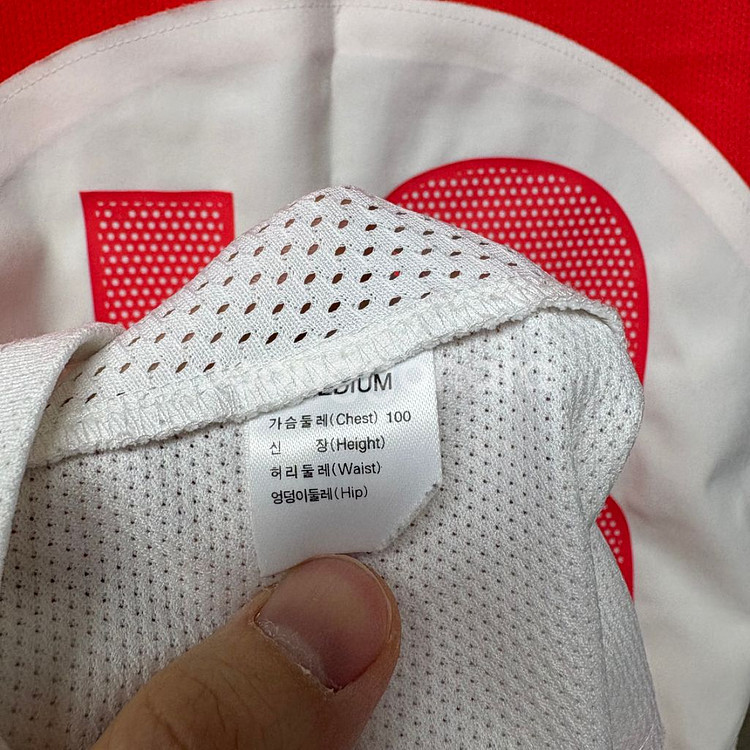 MEDIUM
가슴둘레(Chest) 100
신 장(Height)
허리둘레(Waist)
엉덩이둘레(Hip)